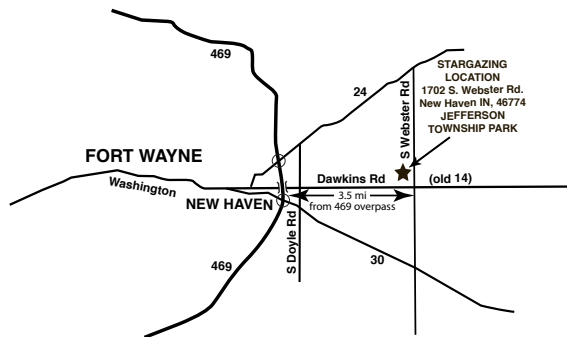 469
24
S Webster Rd
STARGAZING
LOCATION
1702 S. Webster Rd.
New Haven IN, 46774
JEFFERSON
TOWNSHIP PARK
FORT WAYNE
Washington
Dawkins Rd
(old 14)
NEW HAVEN
3.5 mi
from 469 overpass
S Doyle Rd
30
469